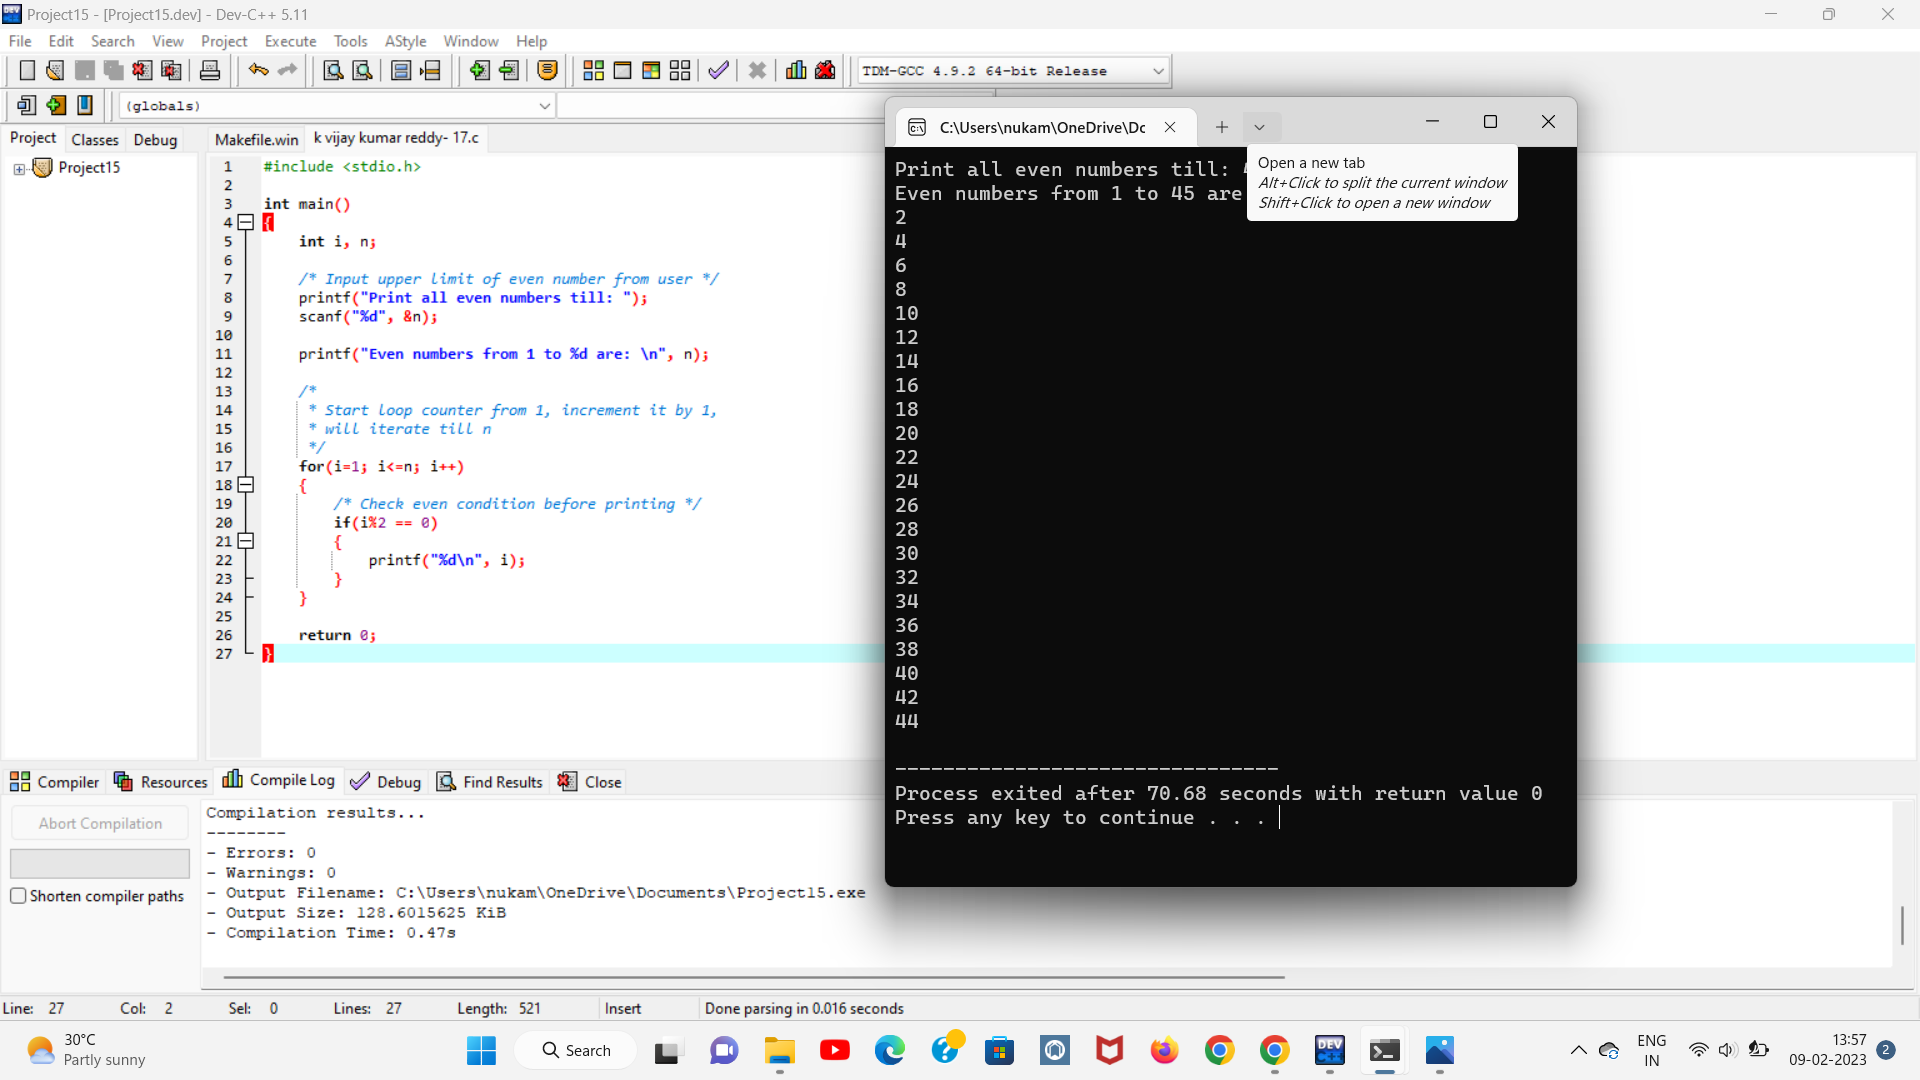 Project15 - [Project15.dev] - Dev-C++ 5.11
File Edit Search View Project Execute Tools AStyle Window Help
TDM-GCC 4.9.2 64-bit Release
(globals)
Project Classes Debug
Makefile.win k vijay kumar reddy- 17.c
Project15
1 #include <stdio.h>
2
3 int main()
4 {
5 int i, n;
6
7 /* Input upper limit of even number from user */
8 printf("Print all even numbers till: ");
9 scanf("%d", &n);
10
11 printf("Even numbers from 1 to %d are: \n", n);
12
13 /*
14 * Start loop counter from 1, increment it by 1,
15 * will iterate till n
16 */
17 for(i=1; i<=n; i++)
18 {
19 /* Check even condition before printing */
20 if(i%2 == 0)
21 {
22 printf("%d\n", i);
23 }
24 }
25
26 return 0;
27 }
C:\Users\nukam\OneDrive\Dc
Open a new tab
Alt+Click to split the current window
Shift+Click to open a new window
Print all even numbers till:
Even numbers from 1 to 45 are
2
4
6
8
10
12
14
16
18
20
22
24
26
28
30
32
34
36
38
40
42
44
--------------------------------
Process exited after 70.68 seconds with return value 0
Press any key to continue . . .
Compiler Resources Compile Log Debug Find Results Close
Abort Compilation
Shorten compiler paths
Compilation results...
--------
- Errors: 0
- Warnings: 0
- Output Filename: C:\Users\nukam\OneDrive\Documents\Project15.exe
- Output Size: 128.6015625 KiB
- Compilation Time: 0.47s
Line: 27 Col: 2 Sel: 0 Lines: 27 Length: 521 Insert Done parsing in 0.016 seconds
30°C
Partly sunny
Search
DEV
C++
ENG
IN
13:57
09-02-2023
2